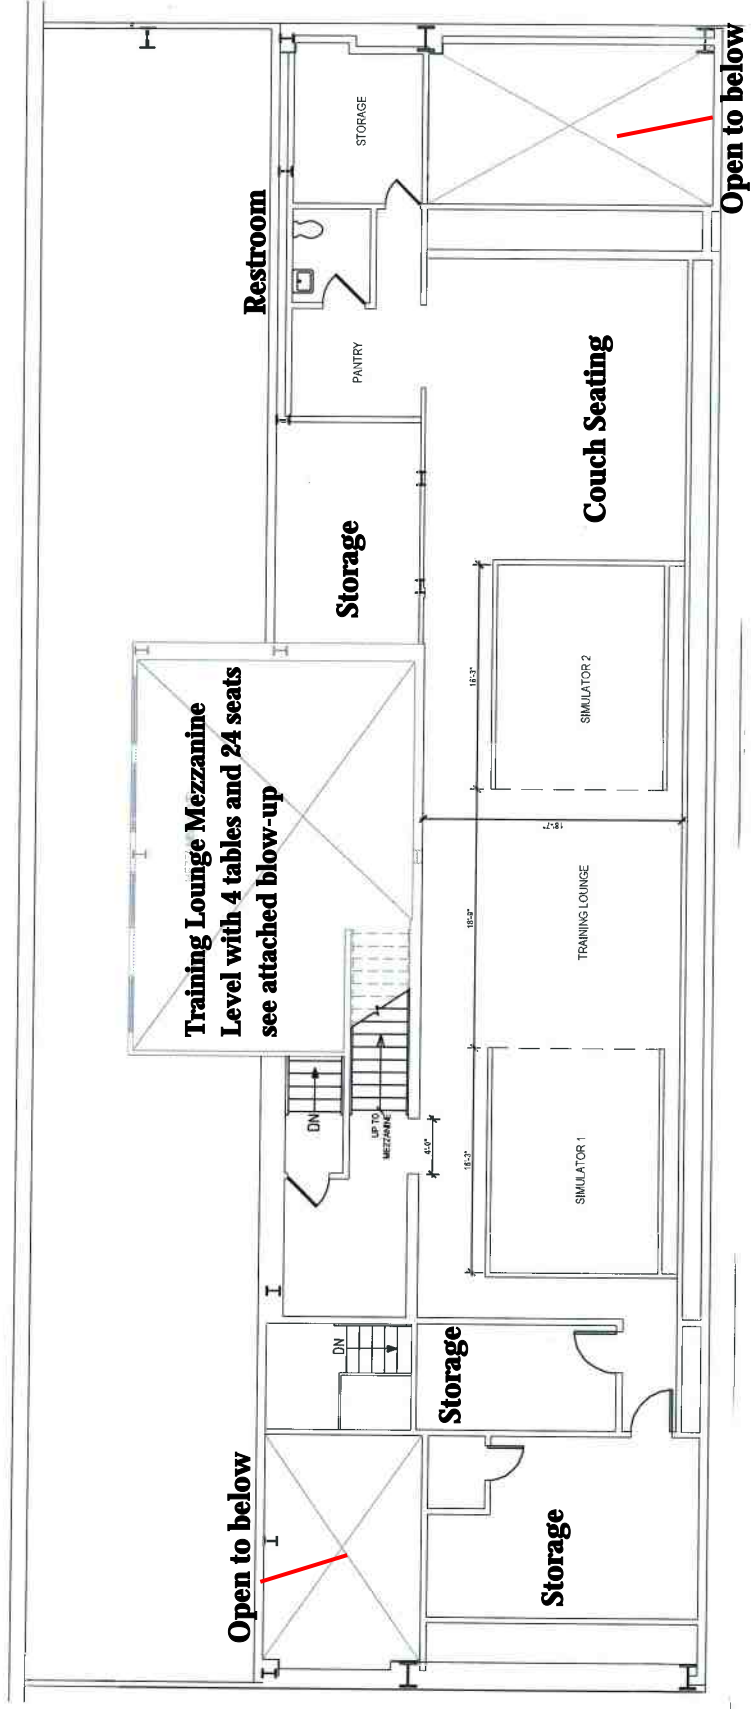 Open to below
STORAGE
Restroom
PANTRY
Couch Seating
Storage
Training Lounge Mezzanine
Level with 4 tables and 24 seats
see attached blow-up
16'-3"
SIMULATOR 2
18'-7"
18'-9"
TRAINING LOUNGE
DN
UP TO
MEZZANINE
4'-0"
SIMULATOR 1
DN
Storage
Open to below
Storage